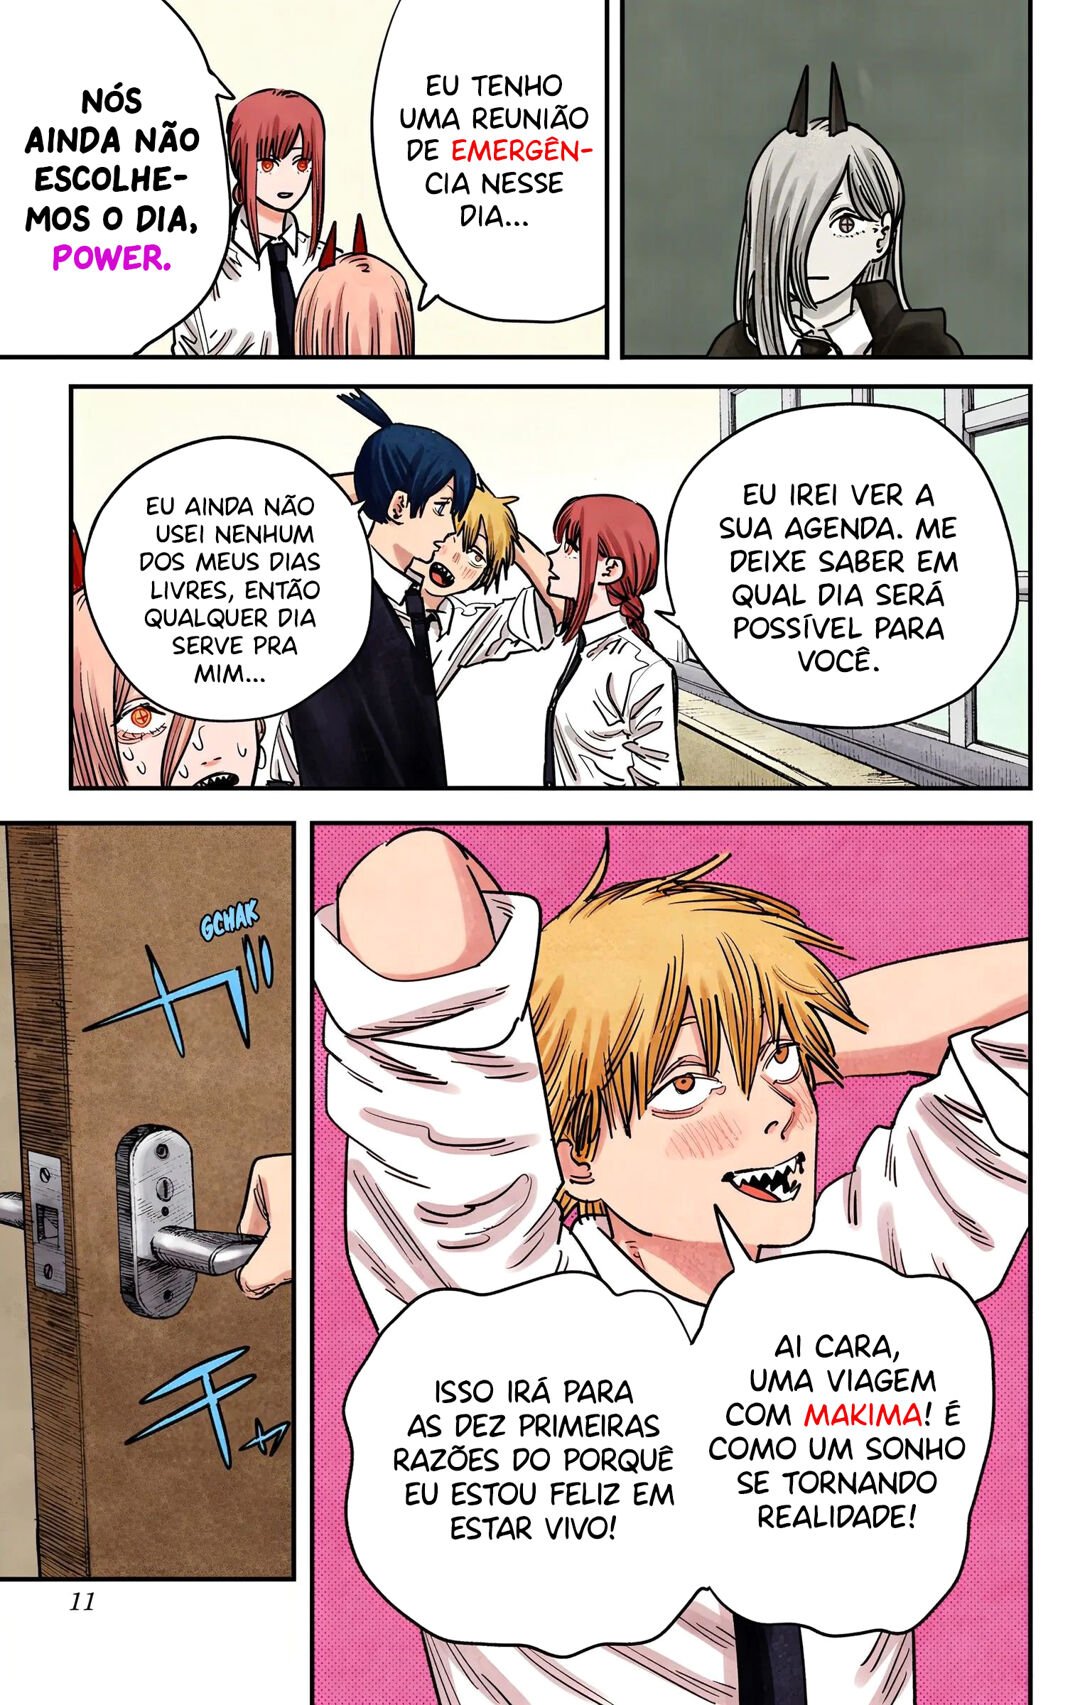 EU TENHO
UMA REUNIÃO
DE EMERGÊN-
CIA NESSE
DIA...
NÓS
AINDA NÃO
ESCOLHE-
MOS O DIA,
POWER.
EU IREI VER A
SUA AGENDA. ME
DEIXE SABER EM
QUAL DIA SERÁ
POSSÍVEL PARA
VOCÊ.
EU AINDA NÃO
USEI NENHUM
DOS MEUS DIAS
LIVRES, ENTÃO
QUALQUER DIA
SERVE PRA
MIM...
AI CARA,
UMA VIAGEM
COM MAKIMA! É
COMO UM SONHO
SE TORNANDO
REALIDADE!
ISSO IRÁ PARA
AS DEZ PRIMEIRAS
RAZÕES DO PORQUÊ
EU ESTOU FELIZ EM
ESTAR VIVO!
GCHAK
ガ
チャ
11